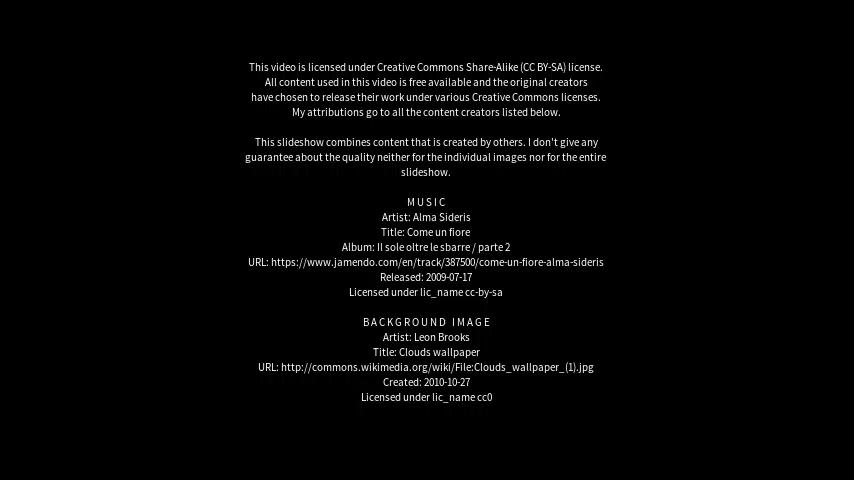 This video is licensed under Creative Commons Share-Alike (CC BY-SA) license.
All content used in this video is free available and the original creators
have chosen to release their work under various Creative Commons licenses.
My attributions go to all the content creators listed below.
This slideshow combines content that is created by others. I don't give any
guarantee about the quality neither for the individual images nor for the entire
slideshow.
MUSIC
Artist: Alma Sideris
Title: Come un fiore
Album: Il sole oltre le sbarre / parte 2
URL: https://www.jamendo.com/en/track/387500/come-un-fiore-alma-sideris
Released: 2009-07-17
Licensed under lic_name cc-by-sa
BACKGROUND IMAGE
Artist: Leon Brooks
Title: Clouds wallpaper
URL: http://commons.wikimedia.org/wiki/File:Clouds_wallpaper_(1).jpg
Created: 2010-10-27
Licensed under lic_name cc0